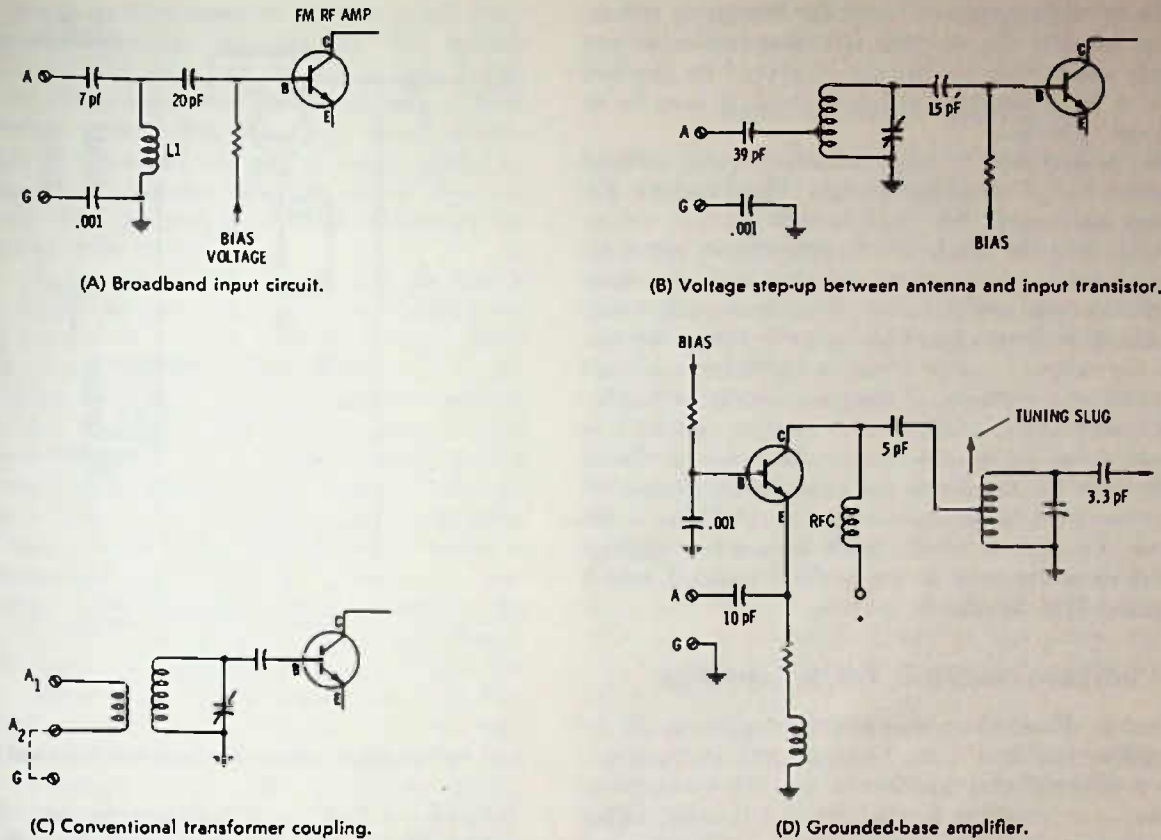 FM RF AMP
C
A
7 pf
20 pF
B
E
L1
G
.001
BIAS
VOLTAGE
(A) Broadband input circuit.
C
B
E
15 pF
A
39 pF
G
.001
BIAS
(B) Voltage step-up between antenna and input transistor.
C
B
E
A1
A2
G
(C) Conventional transformer coupling.
BIAS
TUNING SLUG
C
5 pF
B
3.3 pF
E
.001
RFC
A
10 pF
G
(D) Grounded-base amplifier.